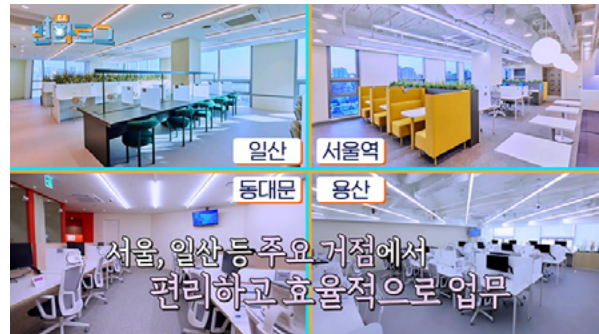 일산
서울역
동대문
용산
서울, 일산 등 주요 거점에서
편리하고 효율적으로 업무